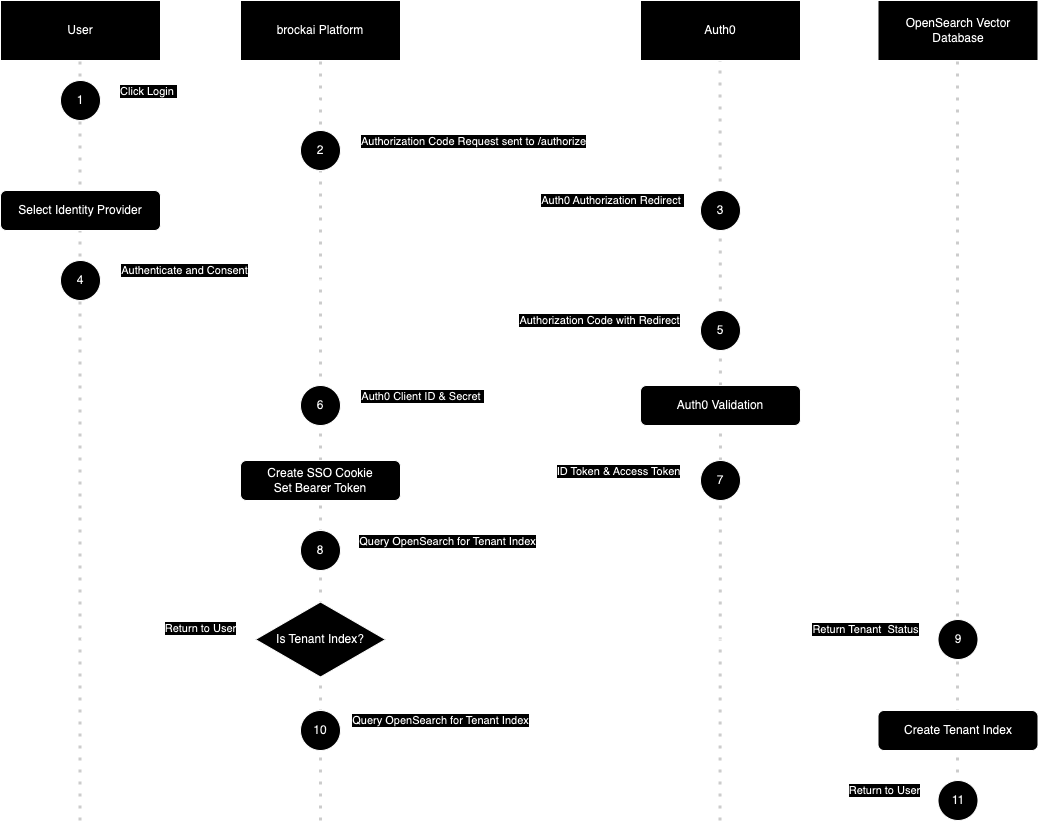 User
brockai Platform
Auth0
OpenSearch Vector
Database
1
Click Login
2
Authorization Code Request sent to /authorize
Select Identity Provider
Auth0 Authorization Redirect
3
4
Authenticate and Consent
Authorization Code with Redirect
5
6
Auth0 Client ID & Secret
Auth0 Validation
Create SSO Cookie
Set Bearer Token
ID Token & Access Token
7
8
Query OpenSearch for Tenant Index
Return to User
Is Tenant Index?
Return Tenant  Status
9
10
Query OpenSearch for Tenant Index
Create Tenant Index
Return to User
11